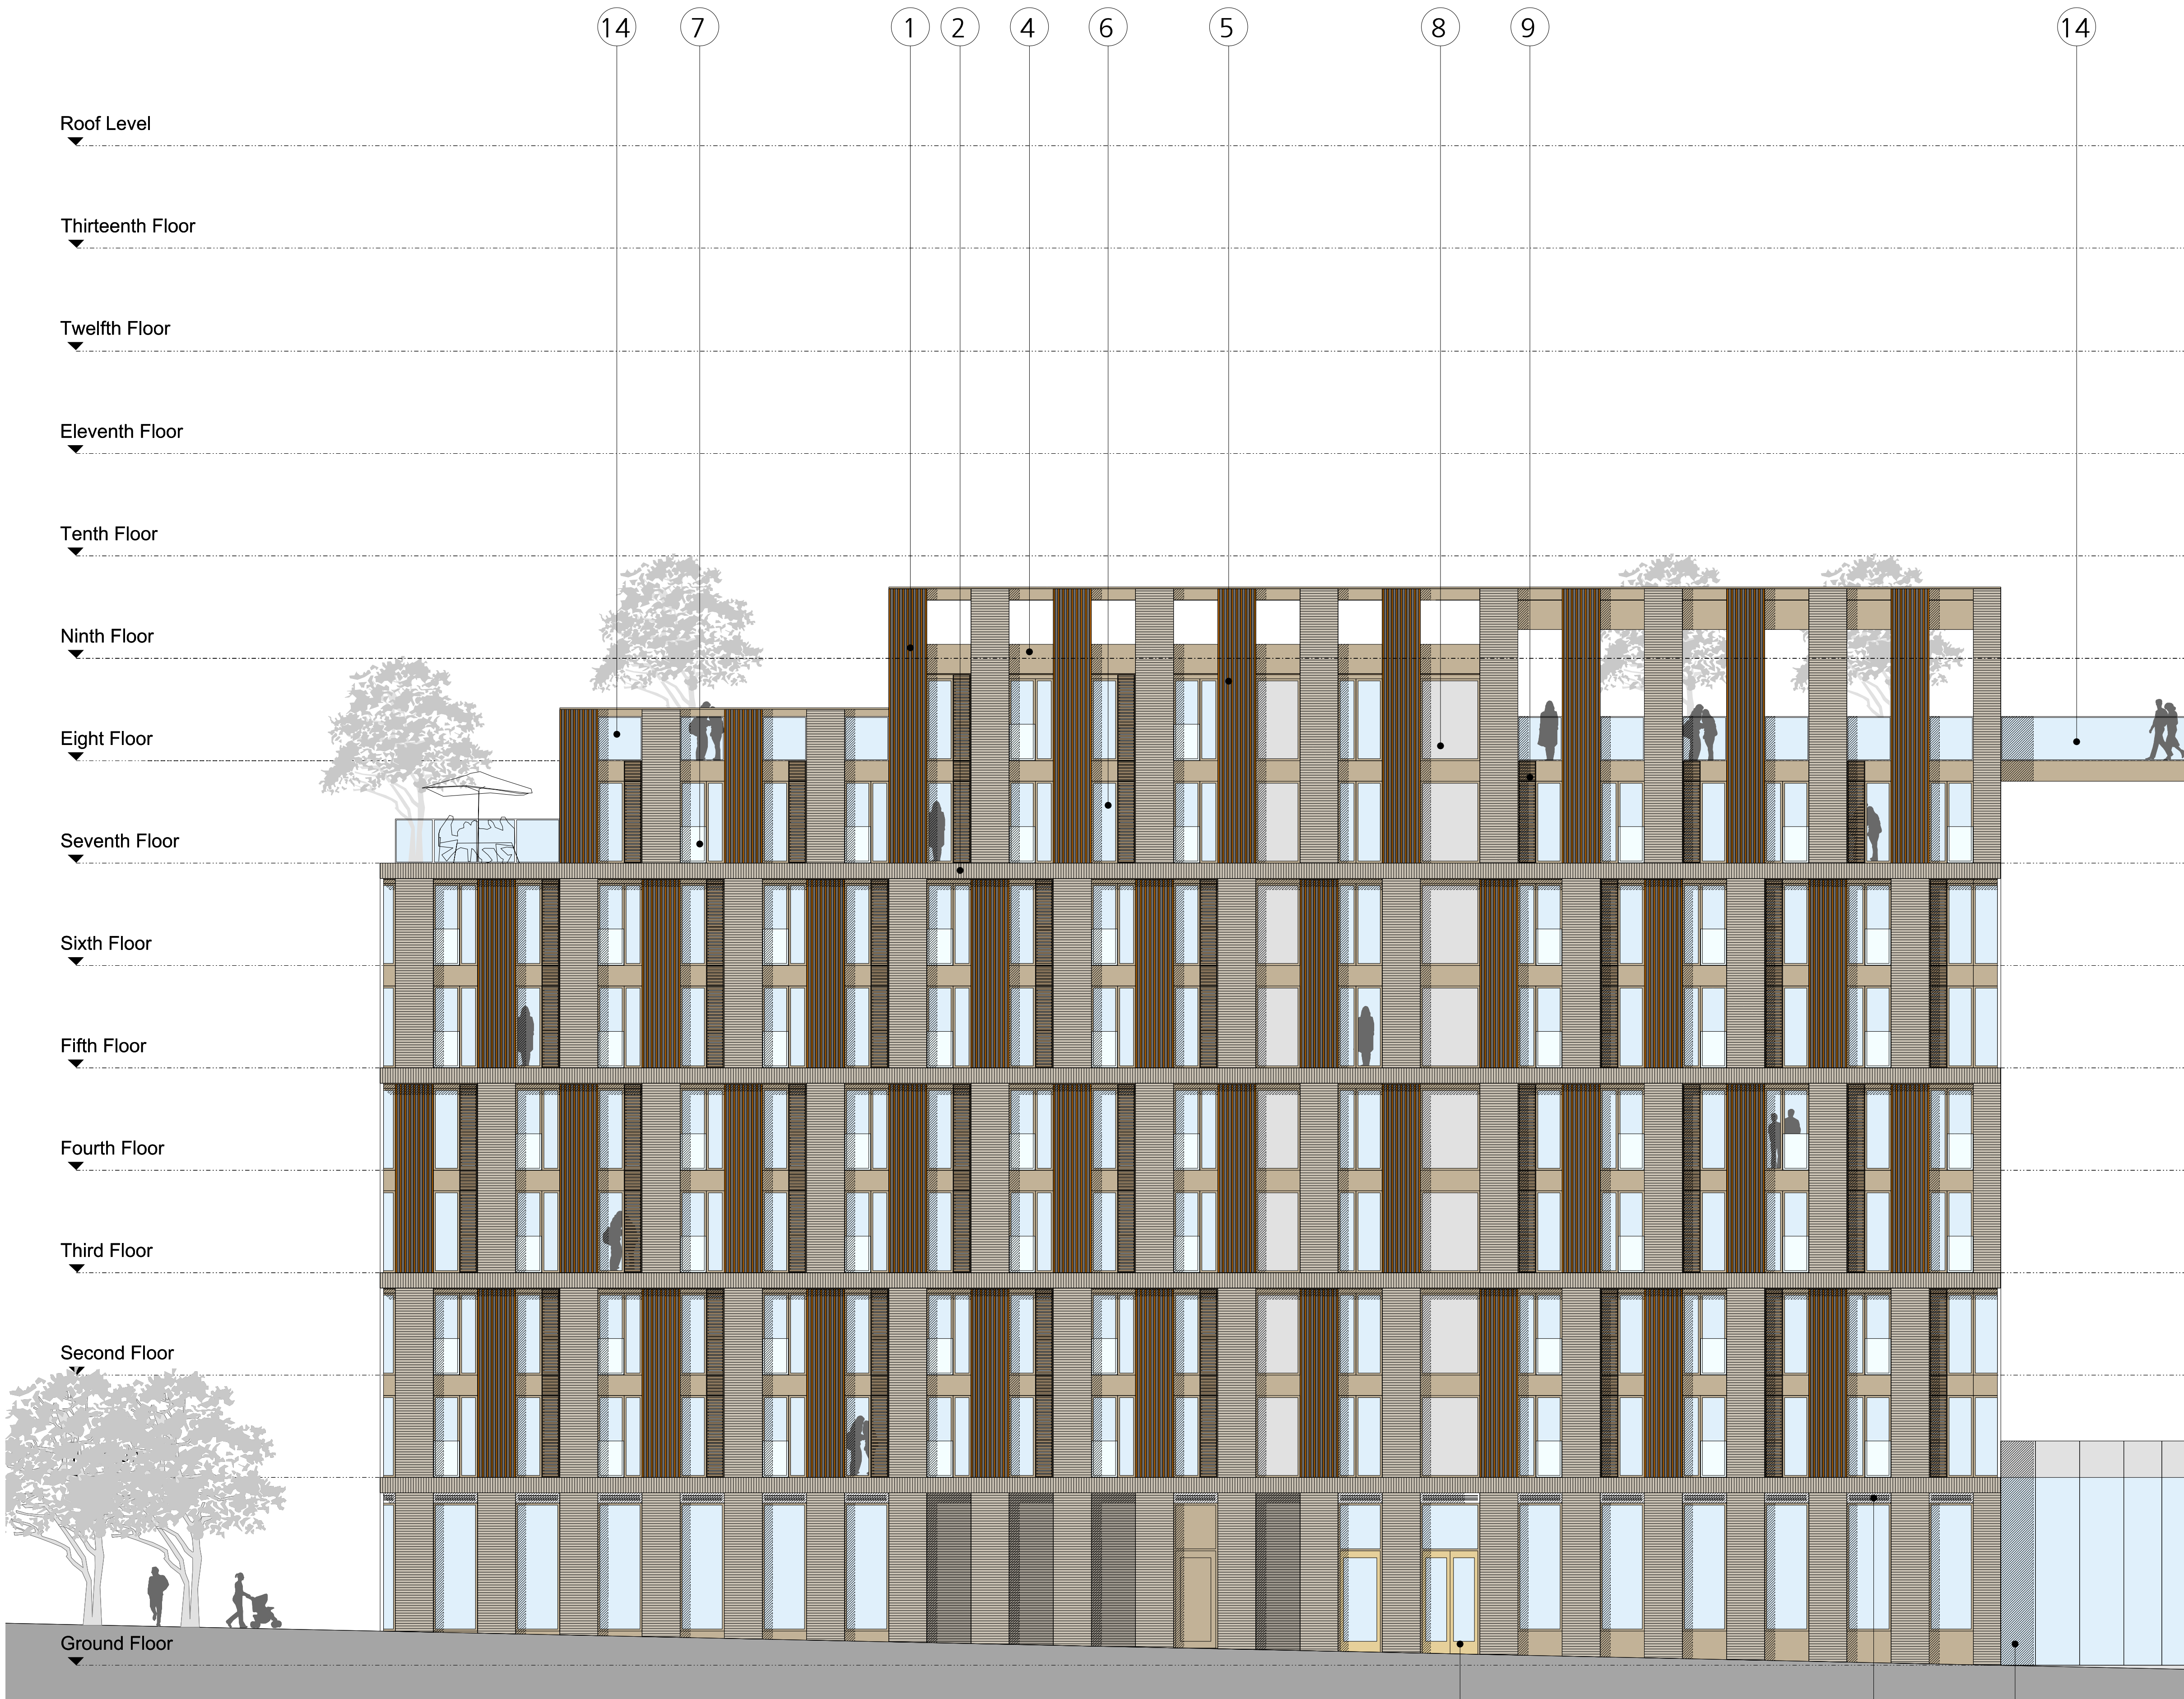 14 7 1 2 4 6 5 8 9 14
Roof Level
Thirteenth Floor
Twelfth Floor
Eleventh Floor
Tenth Floor
Ninth Floor
Eight Floor
Seventh Floor
Sixth Floor
Fifth Floor
Fourth Floor
Third Floor
Second Floor
Ground Floor